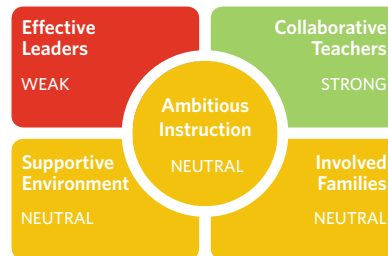 Effective
Leaders
WEAK
Collaborative
Teachers
STRONG
Ambitious
Instruction
NEUTRAL
Supportive
Environment
NEUTRAL
Involved
Families
NEUTRAL